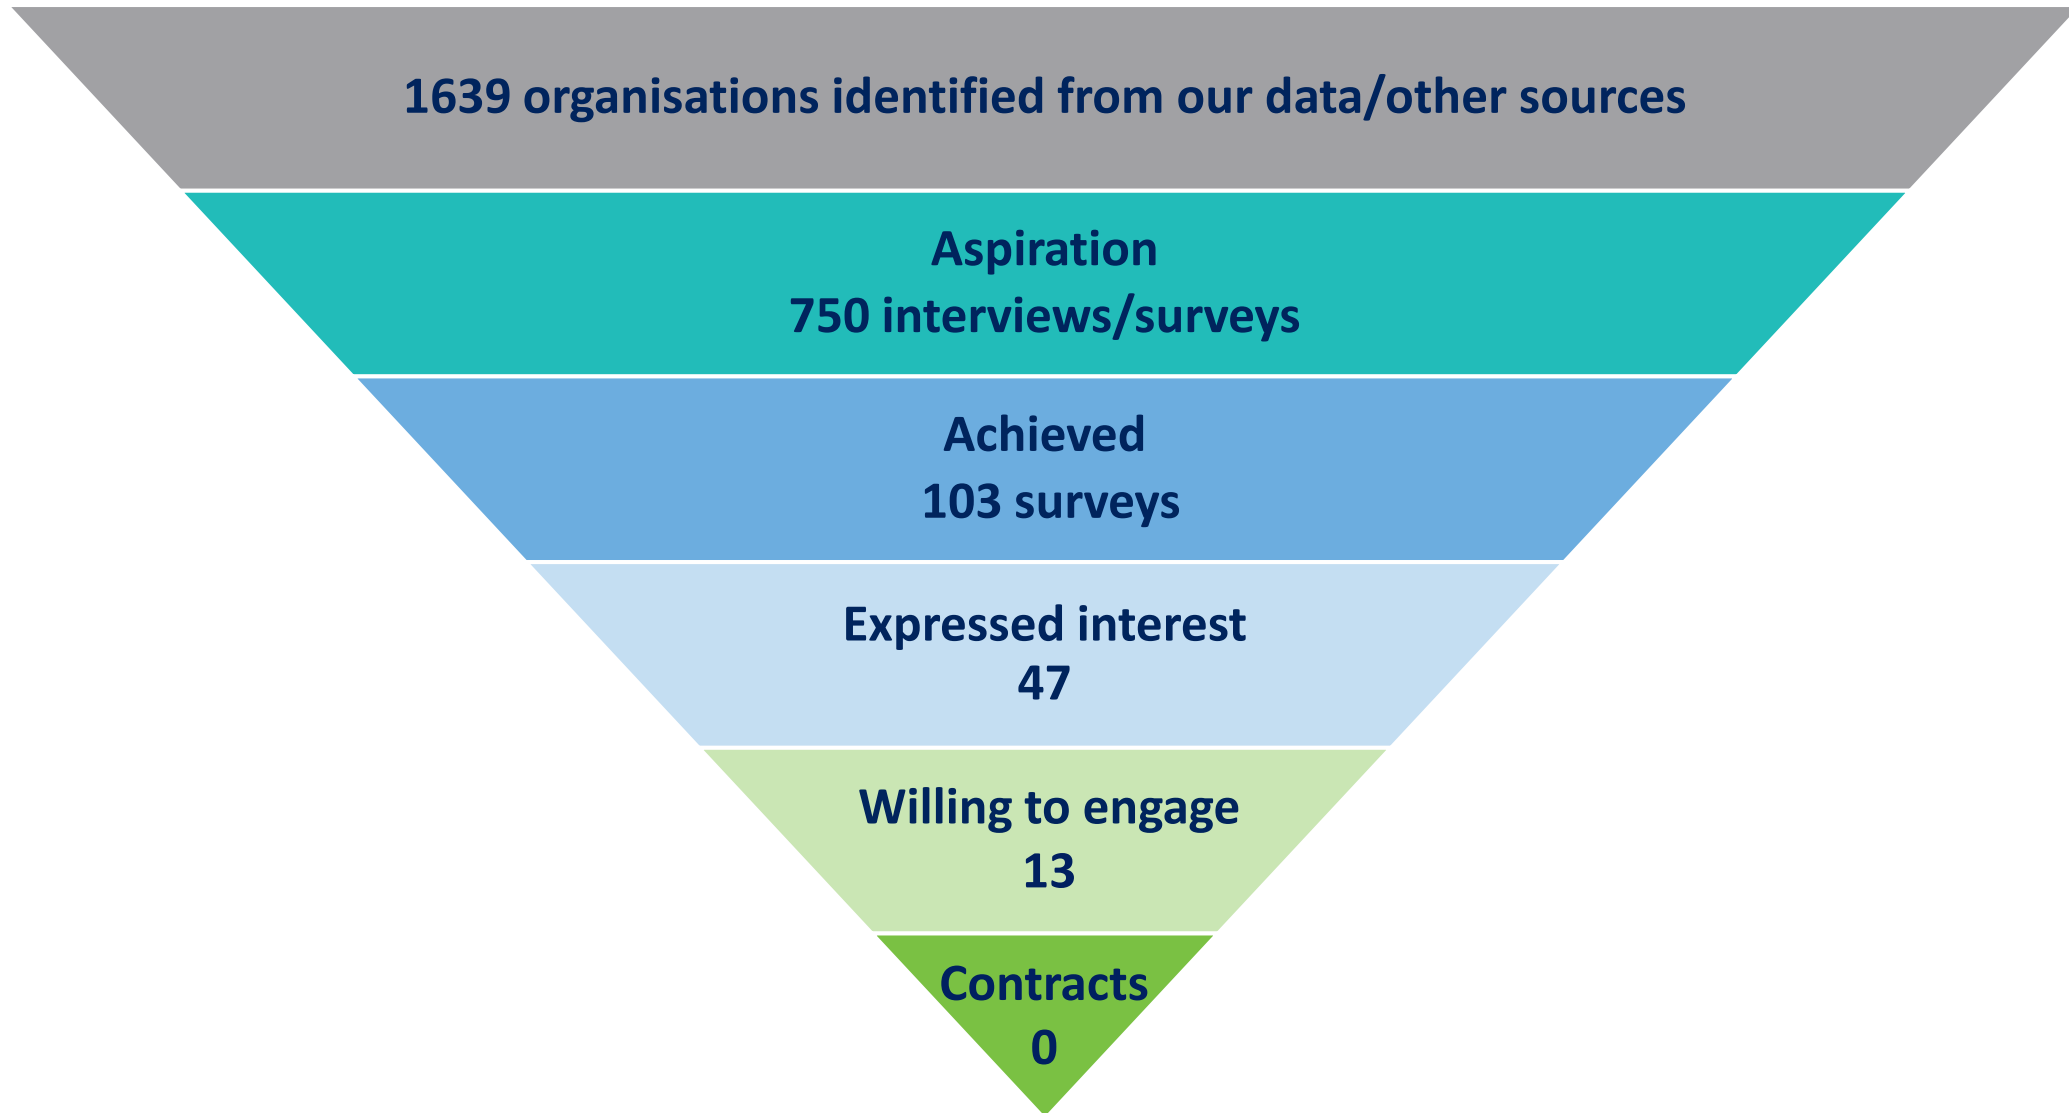 1639 organisations identified from our data/other sources
Aspiration
750 interviews/surveys
Achieved
103 surveys
Expressed interest
47
Willing to engage
13
Contracts
0